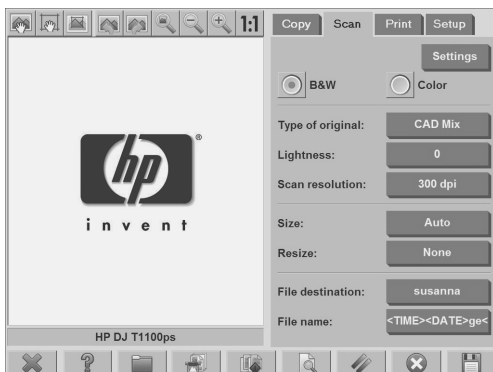 1:1
Copy Scan Print Setup
Settings
B&W Color
Type of original: CAD Mix
Lightness: 0
Scan resolution: 300 dpi
Size: Auto
Resize: None
File destination: susanna
File name: <TIME><DATE>ge<
hp ®
invent
HP DJ T1100ps
?